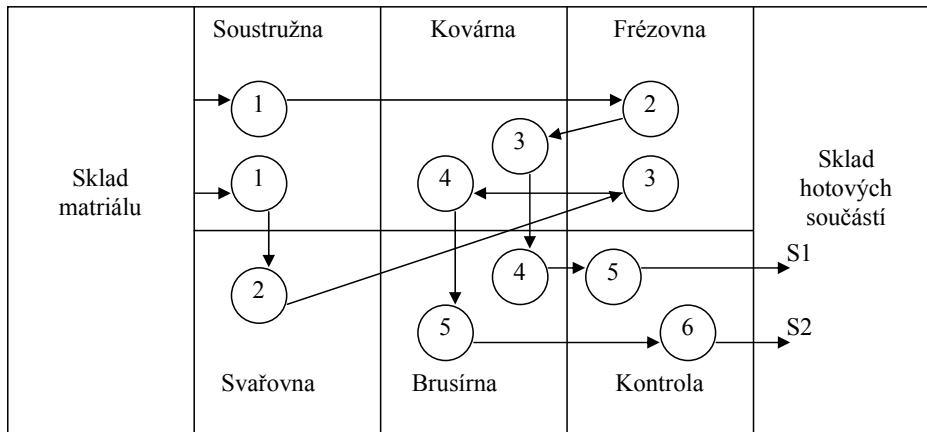 Soustružna Kovárna Frézovna
1 2
3
1 4 3
Sklad
matriálu
Sklad
hotových
součástí
S1
4 5
2
5 6
S2
Svařovna Brusírna Kontrola